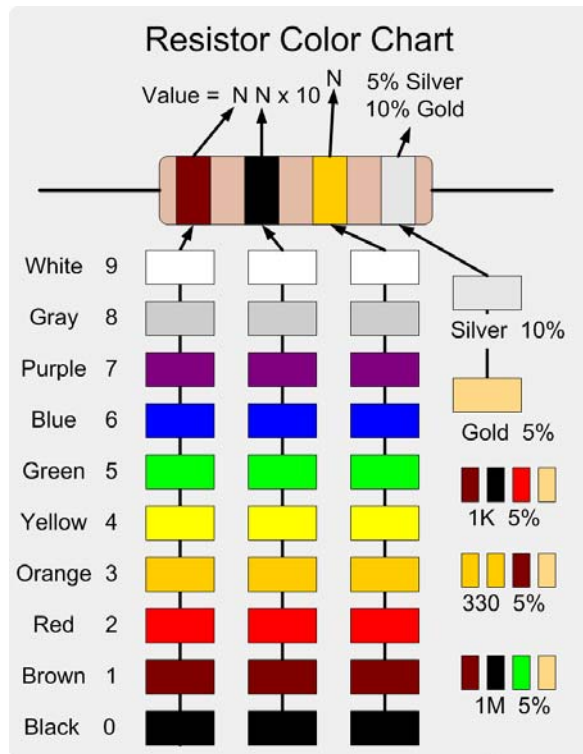 Resistor Color Chart
Value = N N x 10 N
5% Silver
10% Gold
White 9
Gray 8
Purple 7
Blue 6
Green 5
Yellow 4
Orange 3
Red 2
Brown 1
Black 0
Silver 10%
Gold 5%
1K 5%
330 5%
1M 5%